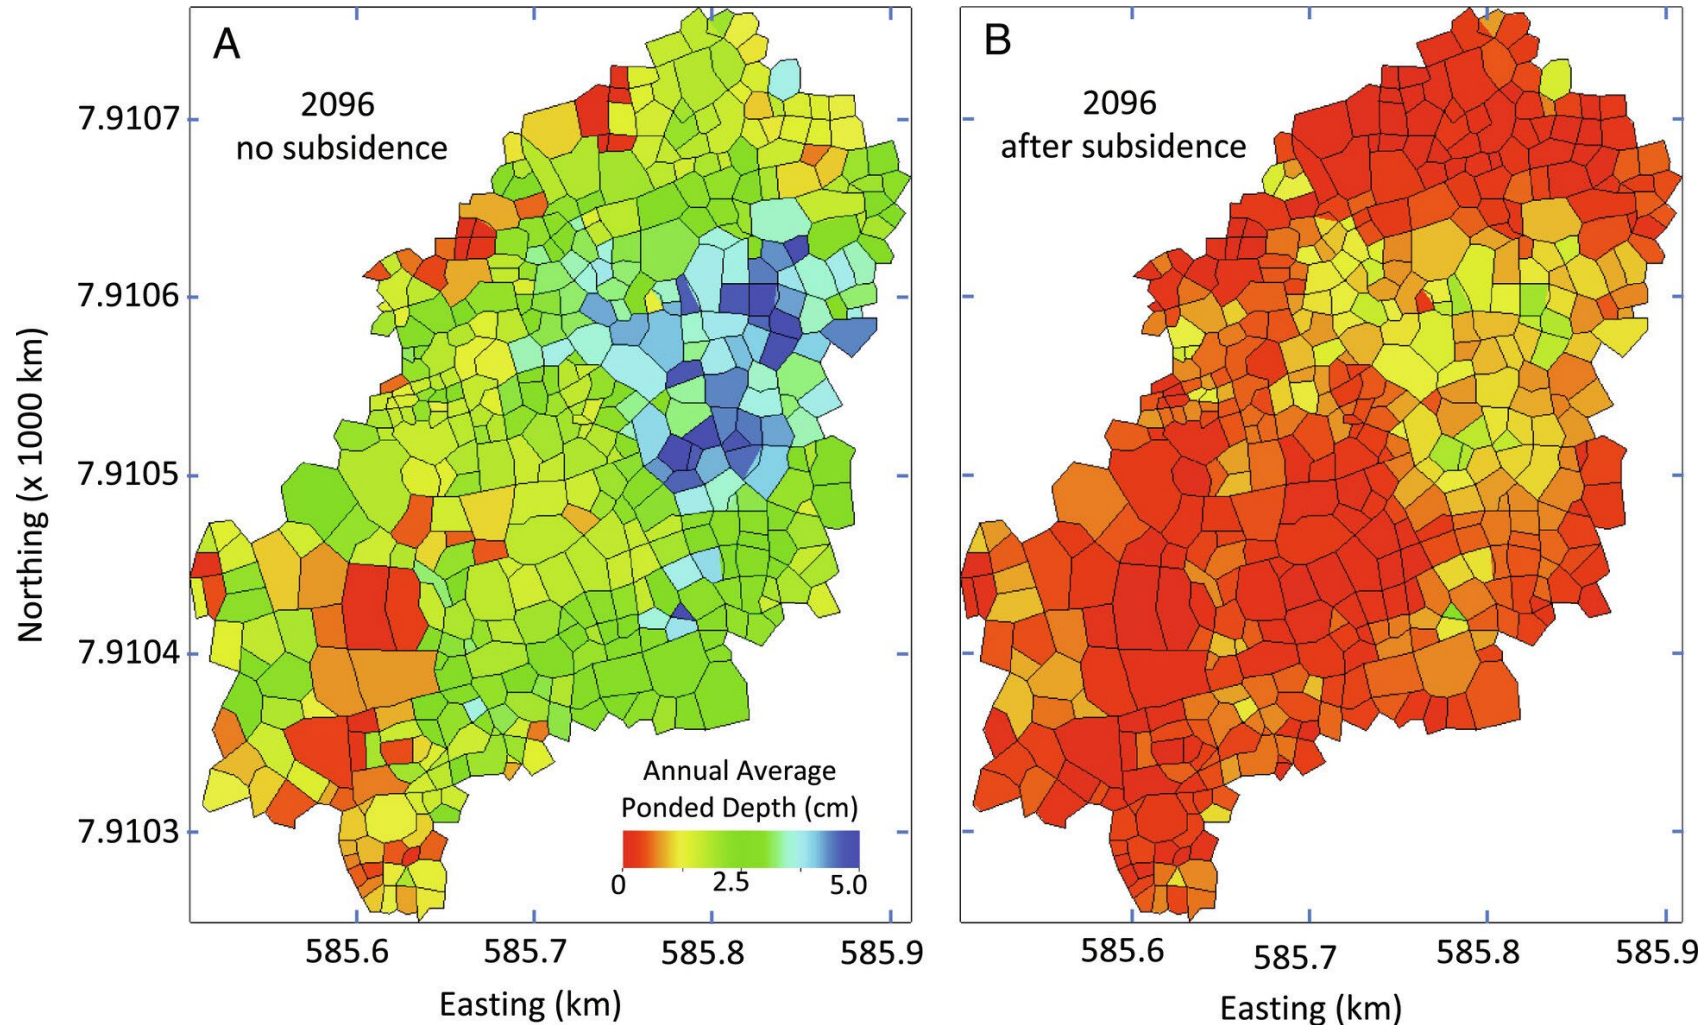 A
2096
no subsidence
B
2096
after subsidence
7.9107
7.9106
7.9105
7.9104
7.9103
Northing (x 1000 km)
Annual Average
Ponded Depth (cm)
0 2.5 5.0
585.6 585.7 585.8 585.9
585.6 585.7 585.8 585.9
Easting (km)
Easting (km)